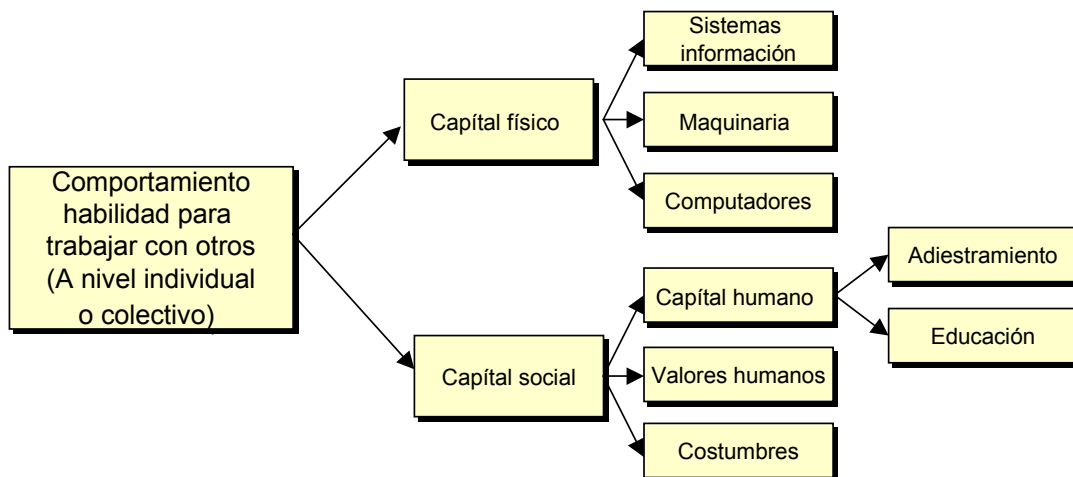 Comportamiento
habilidad para
trabajar con otros
(A nivel individual
o colectivo)
Capítal físico
Sistemas
información
Maquinaria
Computadores
Capítal social
Capítal humano
Valores humanos
Costumbres
Adiestramiento
Educación